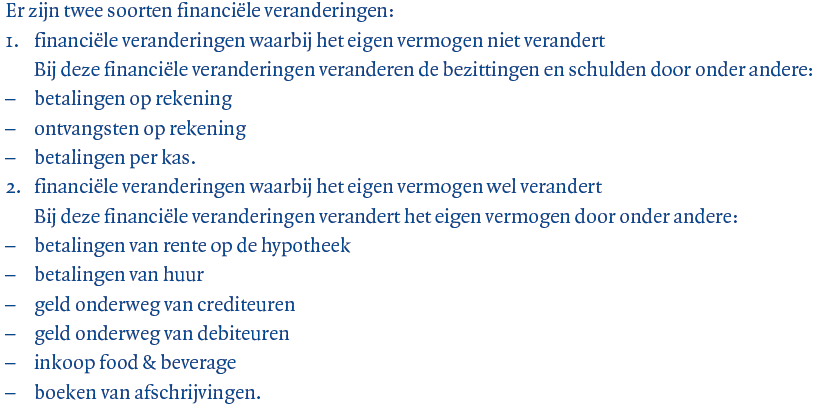 Er zijn twee soorten financiële veranderingen:
1. financiële veranderingen waarbij het eigen vermogen niet verandert
Bij deze financiële veranderingen veranderen de bezittingen en schulden door onder andere:
– betalingen op rekening
– ontvangsten op rekening
– betalingen per kas.
2. financiële veranderingen waarbij het eigen vermogen wel verandert
Bij deze financiële veranderingen verandert het eigen vermogen door onder andere:
– betalingen van rente op de hypotheek
– betalingen van huur
– geld onderweg van crediteuren
– geld onderweg van debiteuren
– inkoop food & beverage
– boeken van afschrijvingen.